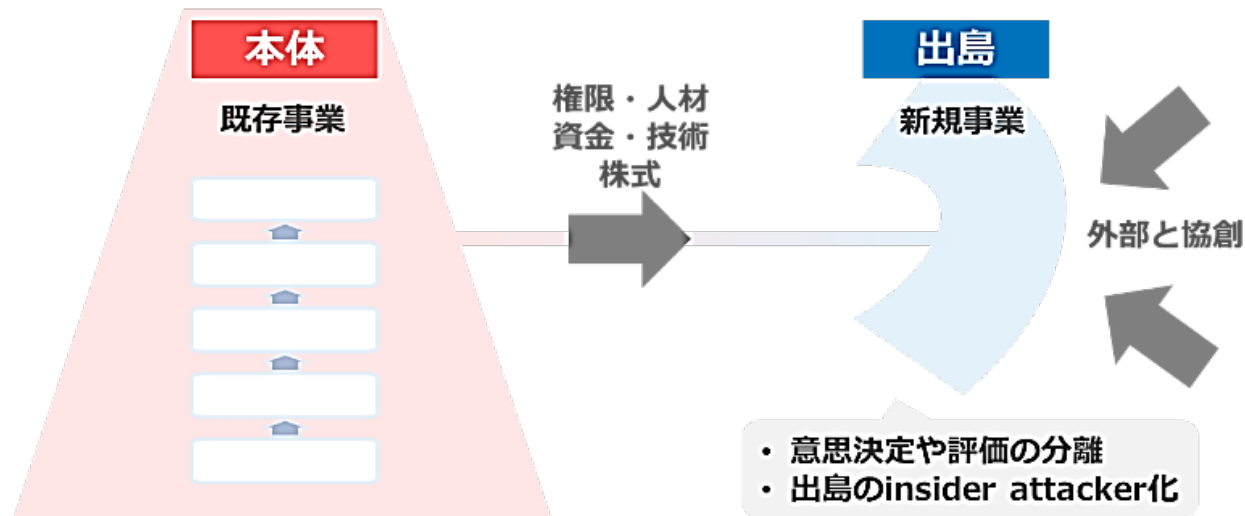 本体
既存事業
権限・人材
資金・技術
株式
出島
新規事業
外部と協創
• 意思決定や評価の分離
• 出島のinsider attacker化